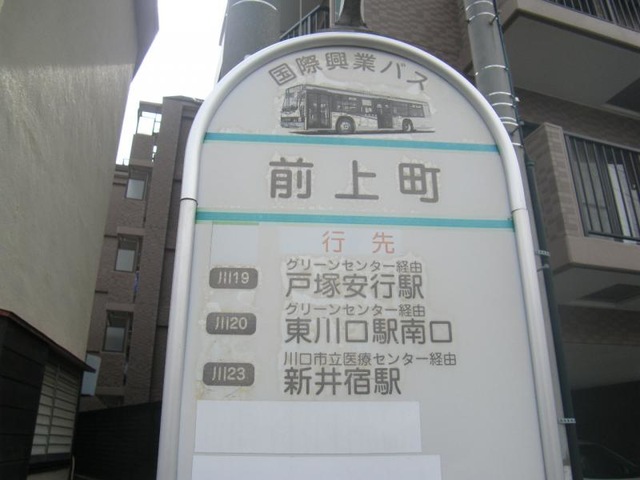 国際興業バス
前上町
行先
グリーンセンター経由
川19 戸塚安行駅
グリーンセンター経由
川20 東川口駅南口
川口市立医療センター経由
川23 新井宿駅